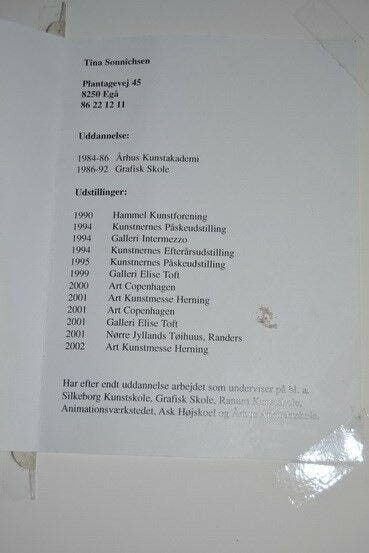 Tina Sonnichsen
Plantagevej 45
8250 Egå
86 22 12 11
Uddannelse:
1984-86 Århus Kunstakademi
1986-92 Grafisk Skole
Udstillinger:
1990 Hammel Kunstforening
1994 Kunstnernes Påskeudstilling
1994 Galleri Intermezzo
1994 Kunstnernes Efterårsudstilling
1995 Kunstnernes Påskeudstilling
1999 Galleri Elise Toft
2000 Art Copenhagen
2001 Art Kunstmesse Herning
2001 Art Copenhagen
2001 Galleri Elise Toft
2001 Nørre Jyllands Tøihuus, Randers
2002 Art Kunstmesse Herning
Har efter endt uddannelse arbejdet som underviser på bl. a.
Silkeborg Kunstskole, Grafisk Skole, Ranum
Animationsværkstedet, Ask Højskoel og